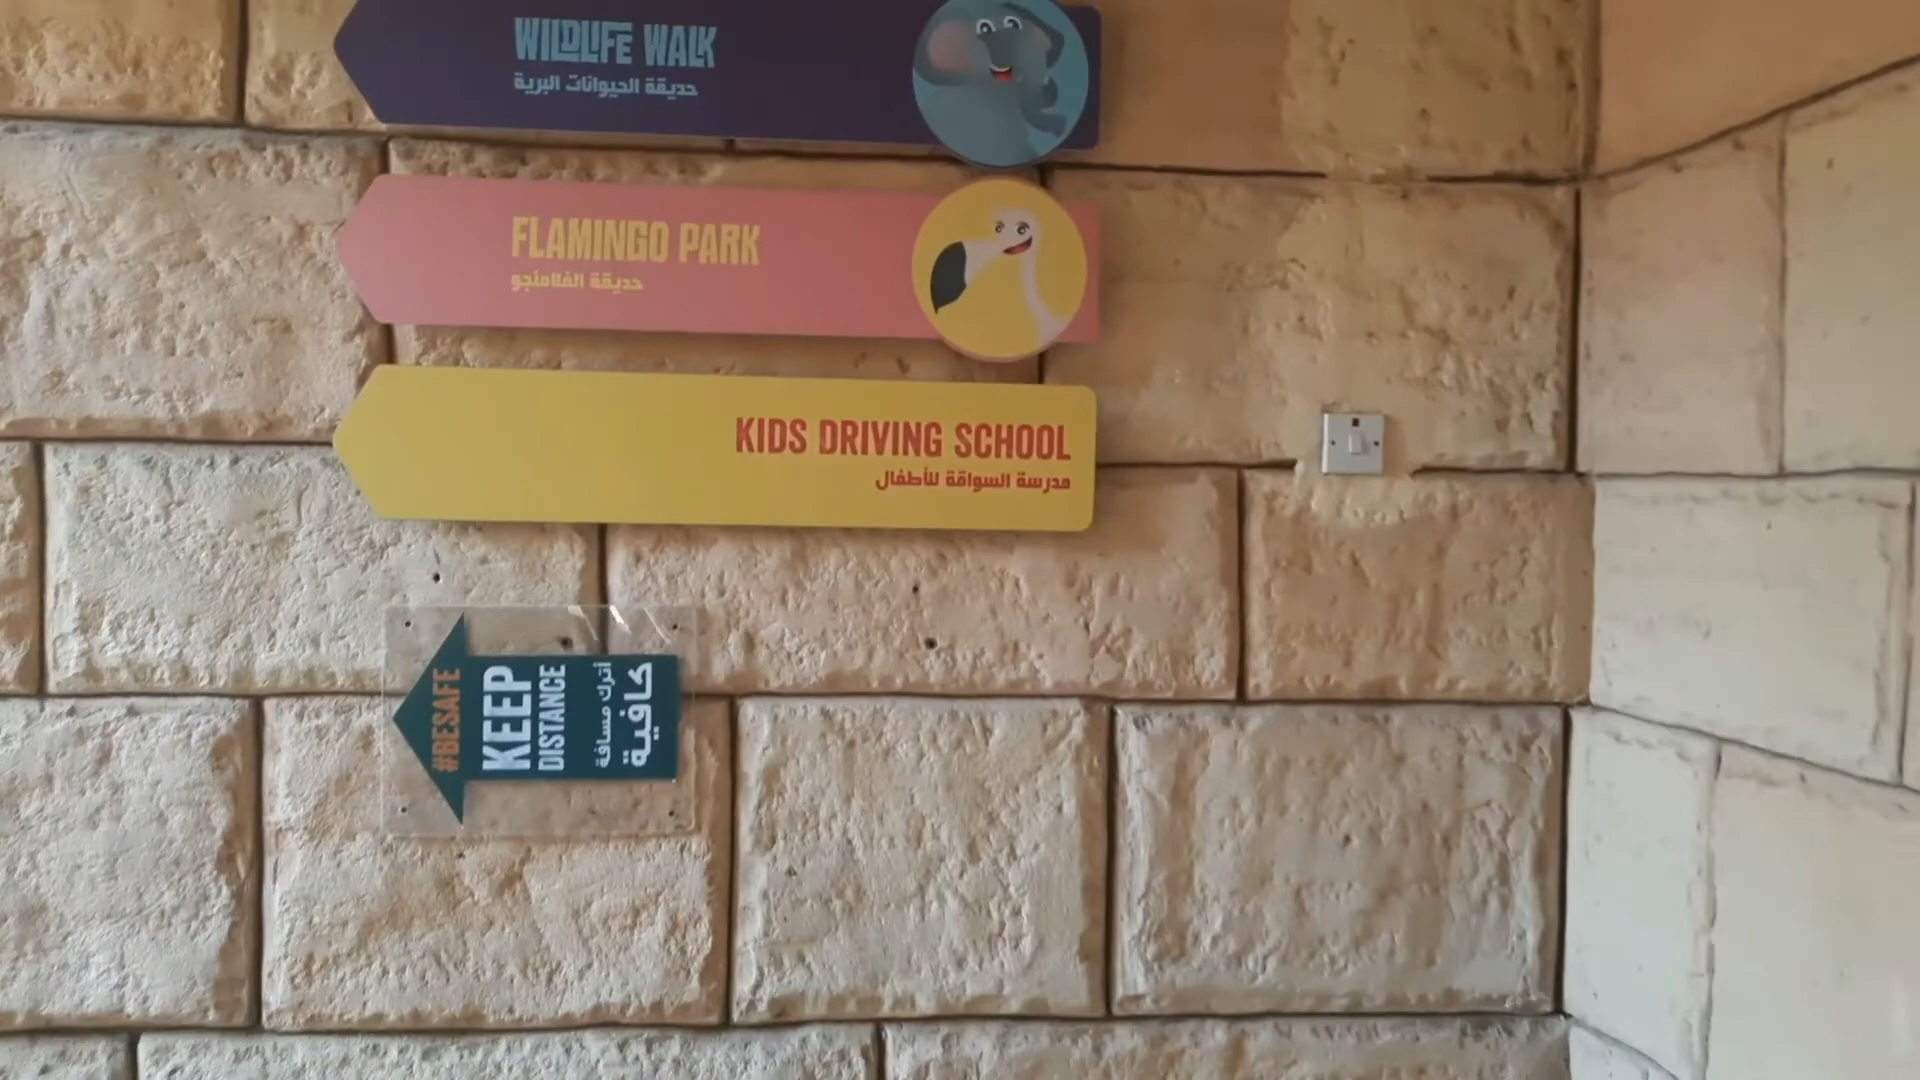 WILDLIFE WALK
حديقة الحيوانات البرية
FLAMINGO PARK
حديقة الفلامنجو
KIDS DRIVING SCHOOL
مدرسة السواقة للأطفال
#BESAFE
KEEP
DISTANCE
أترك مسافة
كافية